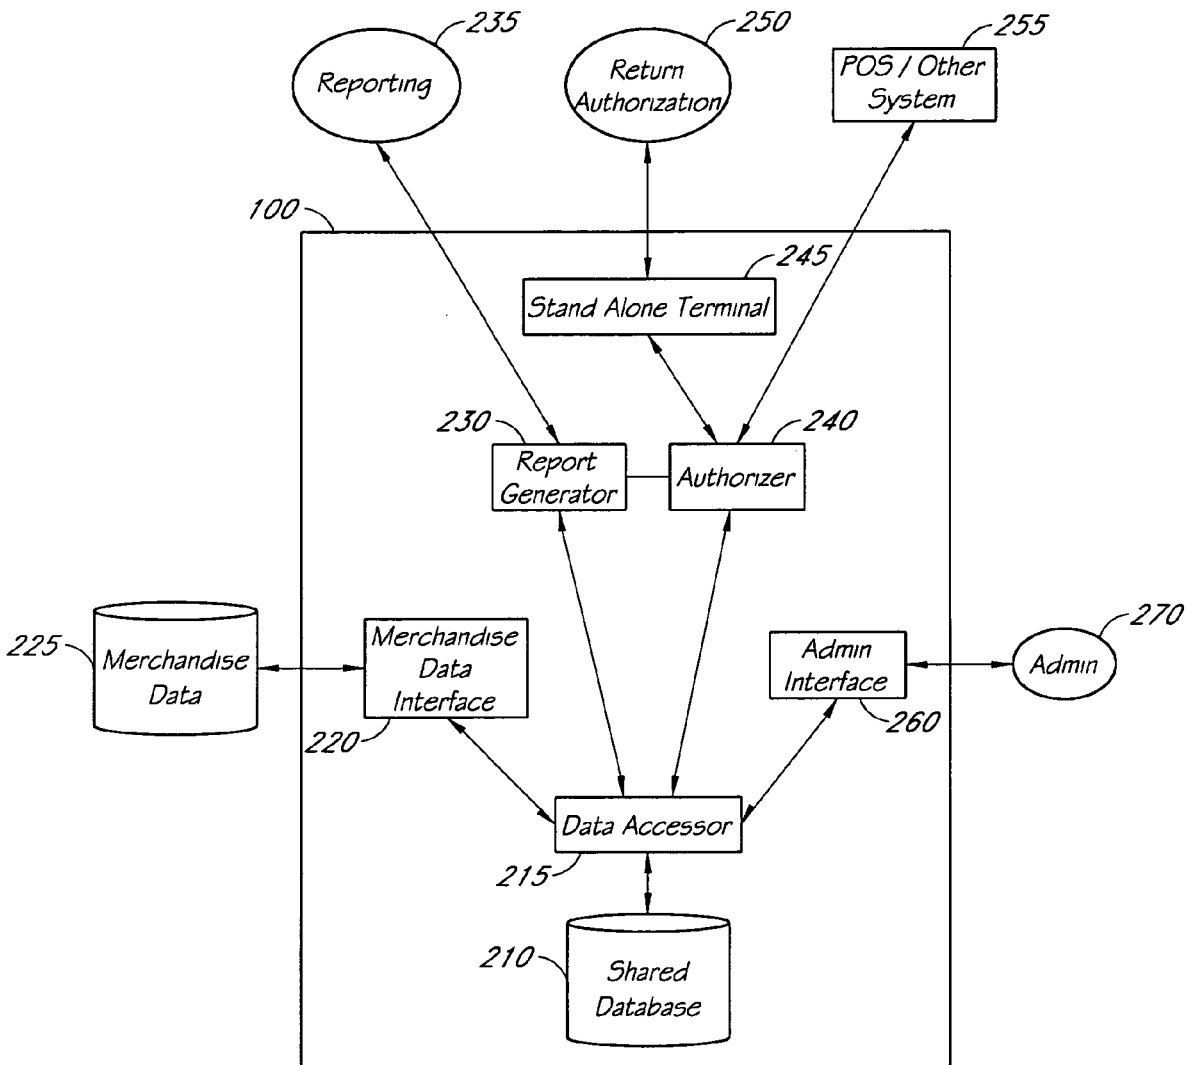 235
250
255
Reporting
Return
Authorization
POS / Other
System
100
245
Stand Alone Terminal
230
240
Report
Generator
Authorizer
225
Merchandise
Data
Merchandise
Data
Interface
220
Admin
Interface
260
270
Admin
Data Accessor
215
210
Shared
Database